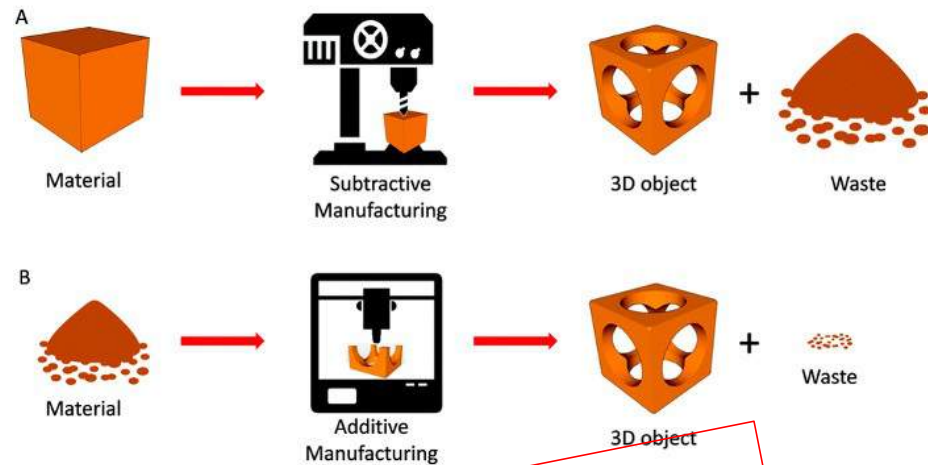 A
Material
Subtractive
Manufacturing
3D object
+
Waste
B
Material
Additive
Manufacturing
3D object
+
Waste